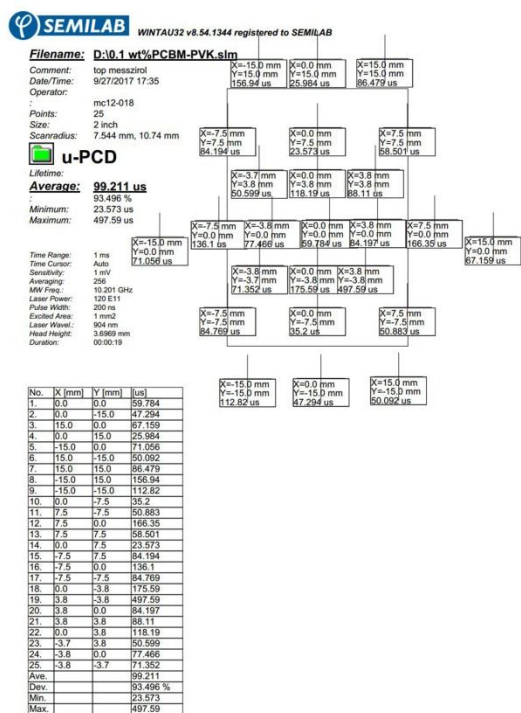 SEMILAB WINTAU32 v8.54.1344 registered to SEMILAB
Filename: D:\0.1 wt%PCBM-PVK.slm
Comment: top messzirol
Date/Time: 9/27/2017 17:35
Operator:
: mc12-018
Points: 25
Size: 2 inch
Scanradius: 7.544 mm, 10.74 mm
u-PCD
Lifetime:
Average: 99.211 us
: 93.496 %
Minimum: 23.573 us
Maximum: 497.59 us
Time Range: 1 ms
Time Cursor: Auto
Sensitivity: 1 mV
Averaging: 256
MW Freq.: 10.201 GHz
Laser Power: 120 E11
Pulse Width: 200 ns
Excited Area: 1 mm2
Laser Wavel.: 904 nm
Head Height: 3.6969 mm
Duration: 00:00:19
X=-15.0 mm
Y=15.0 mm
156.94 us
X=0.0 mm
Y=15.0 mm
25.984 us
X=15.0 mm
Y=15.0 mm
86.479 us
X=-7.5 mm
Y=7.5 mm
84.194 us
X=0.0 mm
Y=7.5 mm
23.573 us
X=7.5 mm
Y=7.5 mm
58.501 us
X=-3.7 mm
Y=3.8 mm
50.599 us
X=0.0 mm
Y=3.8 mm
118.19 us
X=3.8 mm
Y=3.8 mm
88.11 us
X=-15.0 mm
Y=0.0 mm
71.056 us
X=-7.5 mm
Y=0.0 mm
136.1 us
X=-3.8 mm
Y=0.0 mm
77.466 us
X=0.0 mm
Y=0.0 mm
59.784 us
X=3.8 mm
Y=0.0 mm
84.197 us
X=7.5 mm
Y=0.0 mm
166.35 us
X=15.0 mm
Y=0.0 mm
67.159 us
X=-3.8 mm
Y=-3.7 mm
71.352 us
X=0.0 mm
Y=-3.8 mm
175.59 us
X=3.8 mm
Y=-3.8 mm
497.59 us
X=-7.5 mm
Y=-7.5 mm
84.769 us
X=0.0 mm
Y=-7.5 mm
35.2 us
X=7.5 mm
Y=-7.5 mm
50.883 us
X=-15.0 mm
Y=-15.0 mm
112.82 us
X=0.0 mm
Y=-15.0 mm
47.294 us
X=15.0 mm
Y=-15.0 mm
50.092 us
No. X [mm] Y [mm] [us]
1. 0.0 0.0 59.784
2. 0.0 -15.0 47.294
3. 15.0 0.0 67.159
4. 0.0 15.0 25.984
5. -15.0 0.0 71.056
6. 15.0 -15.0 50.092
7. 15.0 15.0 86.479
8. -15.0 15.0 156.94
9. -15.0 -15.0 112.82
10. 0.0 -7.5 35.2
11. 7.5 -7.5 50.883
12. 7.5 0.0 166.35
13. 7.5 7.5 58.501
14. 0.0 7.5 23.573
15. -7.5 7.5 84.194
16. -7.5 0.0 136.1
17. -7.5 -7.5 84.769
18. 0.0 -3.8 175.59
19. 3.8 -3.8 497.59
20. 3.8 0.0 84.197
21. 3.8 3.8 88.11
22. 0.0 3.8 118.19
23. -3.7 3.8 50.599
24. -3.8 0.0 77.466
25. -3.8 -3.7 71.352
Ave. 99.211
Dev. 93.496 %
Min. 23.573
Max. 497.59